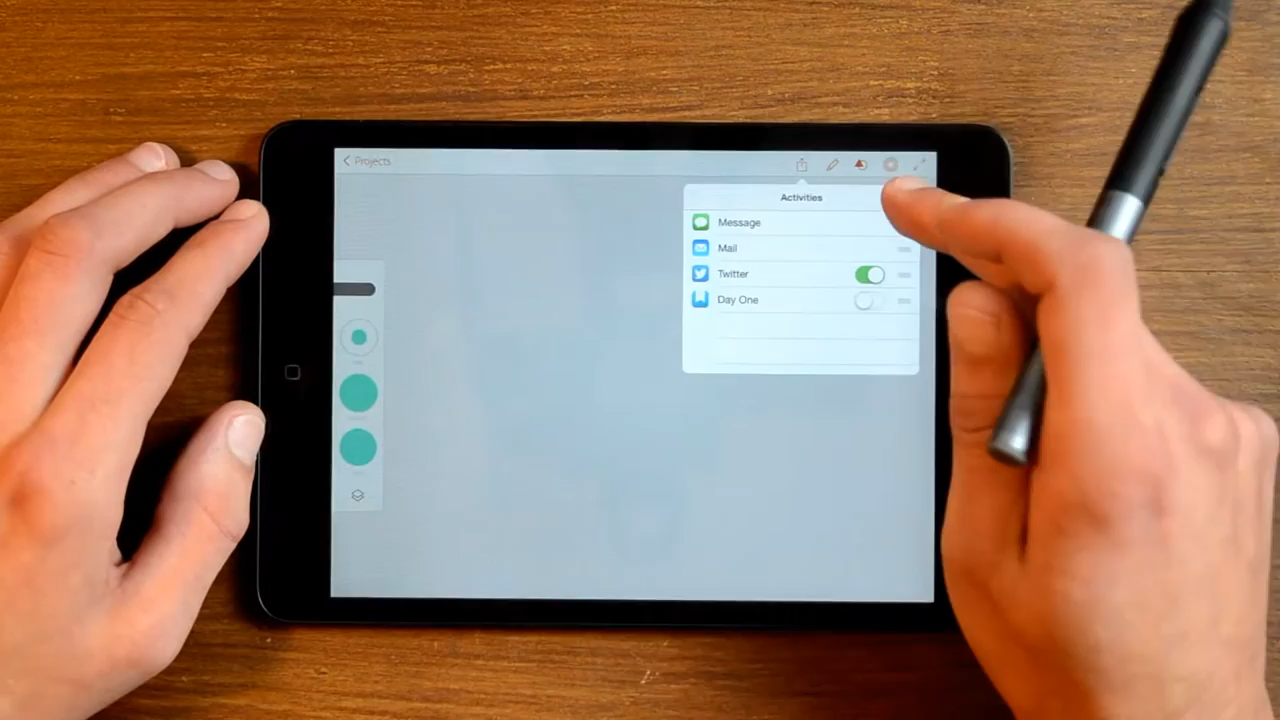 Projects
Activities
Message
Mail
Twitter
Day One